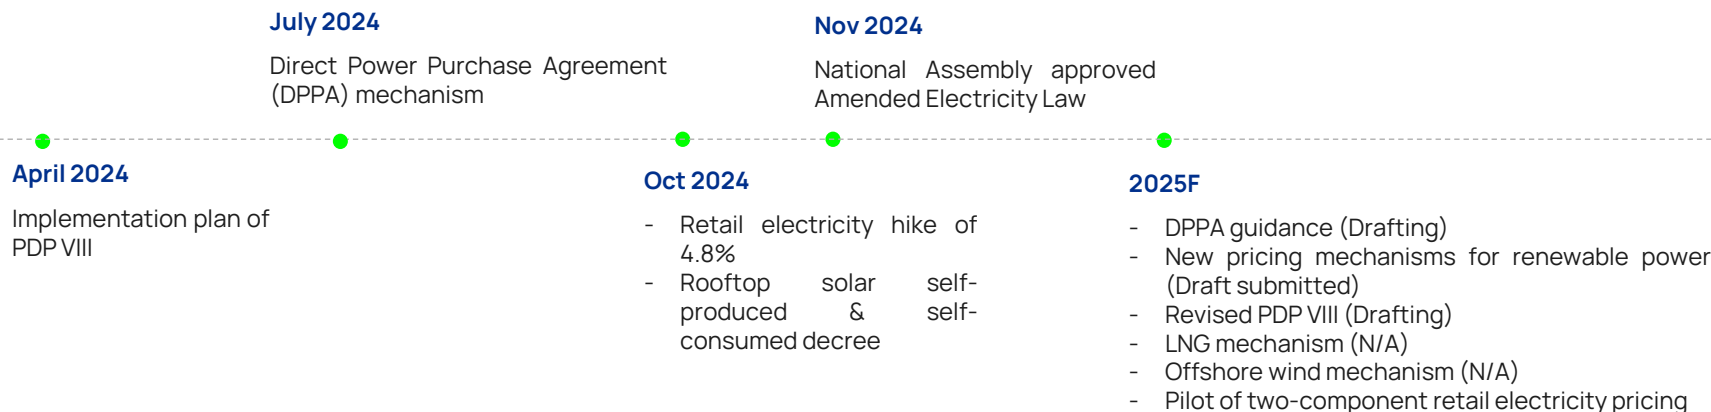 July 2024
Direct Power Purchase Agreement
(DPPA) mechanism
Nov 2024
National Assembly approved
Amended Electricity Law
April 2024
Implementation plan of
PDP VIII
Oct 2024
- Retail electricity hike of
4.8%
- Rooftop solar self-
produced & self-
consumed decree
2025F
- DPPA guidance (Drafting)
- New pricing mechanisms for renewable power
(Draft submitted)
- Revised PDP VIII (Drafting)
- LNG mechanism (N/A)
- Offshore wind mechanism (N/A)
- Pilot of two-component retail electricity pricing